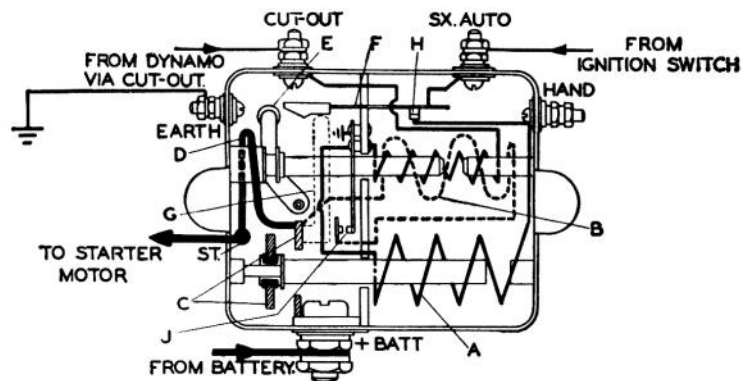 CUT-OUT
SX. AUTO
E
F
H
FROM DYNAMO
VIA CUT-OUT.
FROM
IGNITION SWITCH
HAND
EARTH
D
G
B
TO STARTER
MOTOR
ST.
C
J
A
+ BATT
FROM BATTERY.